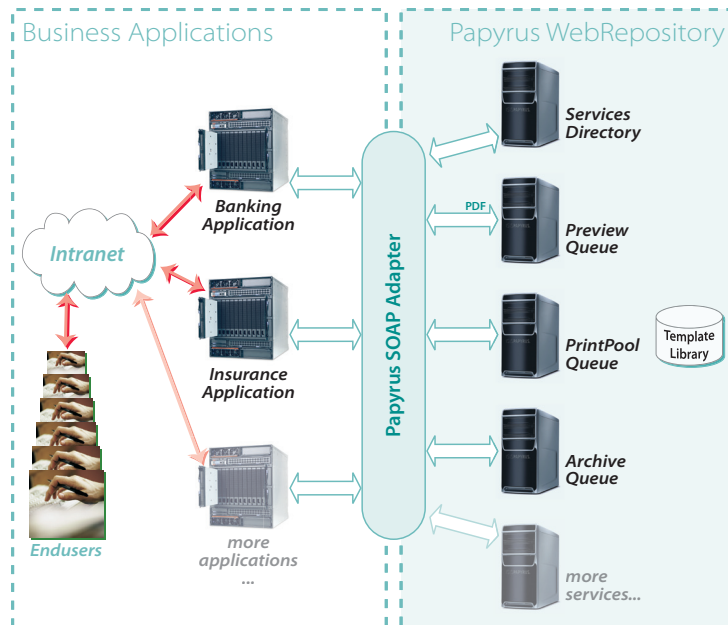 Business Applications
Papyrus WebRepository
Services
Directory
Banking
Application
PDF
Preview
Queue
Intranet
Papyrus SOAP Adapter
Insurance
Application
PrintPool
Queue
Template
Library
Archive
Queue
Endusers
more
applications
...
more
services...